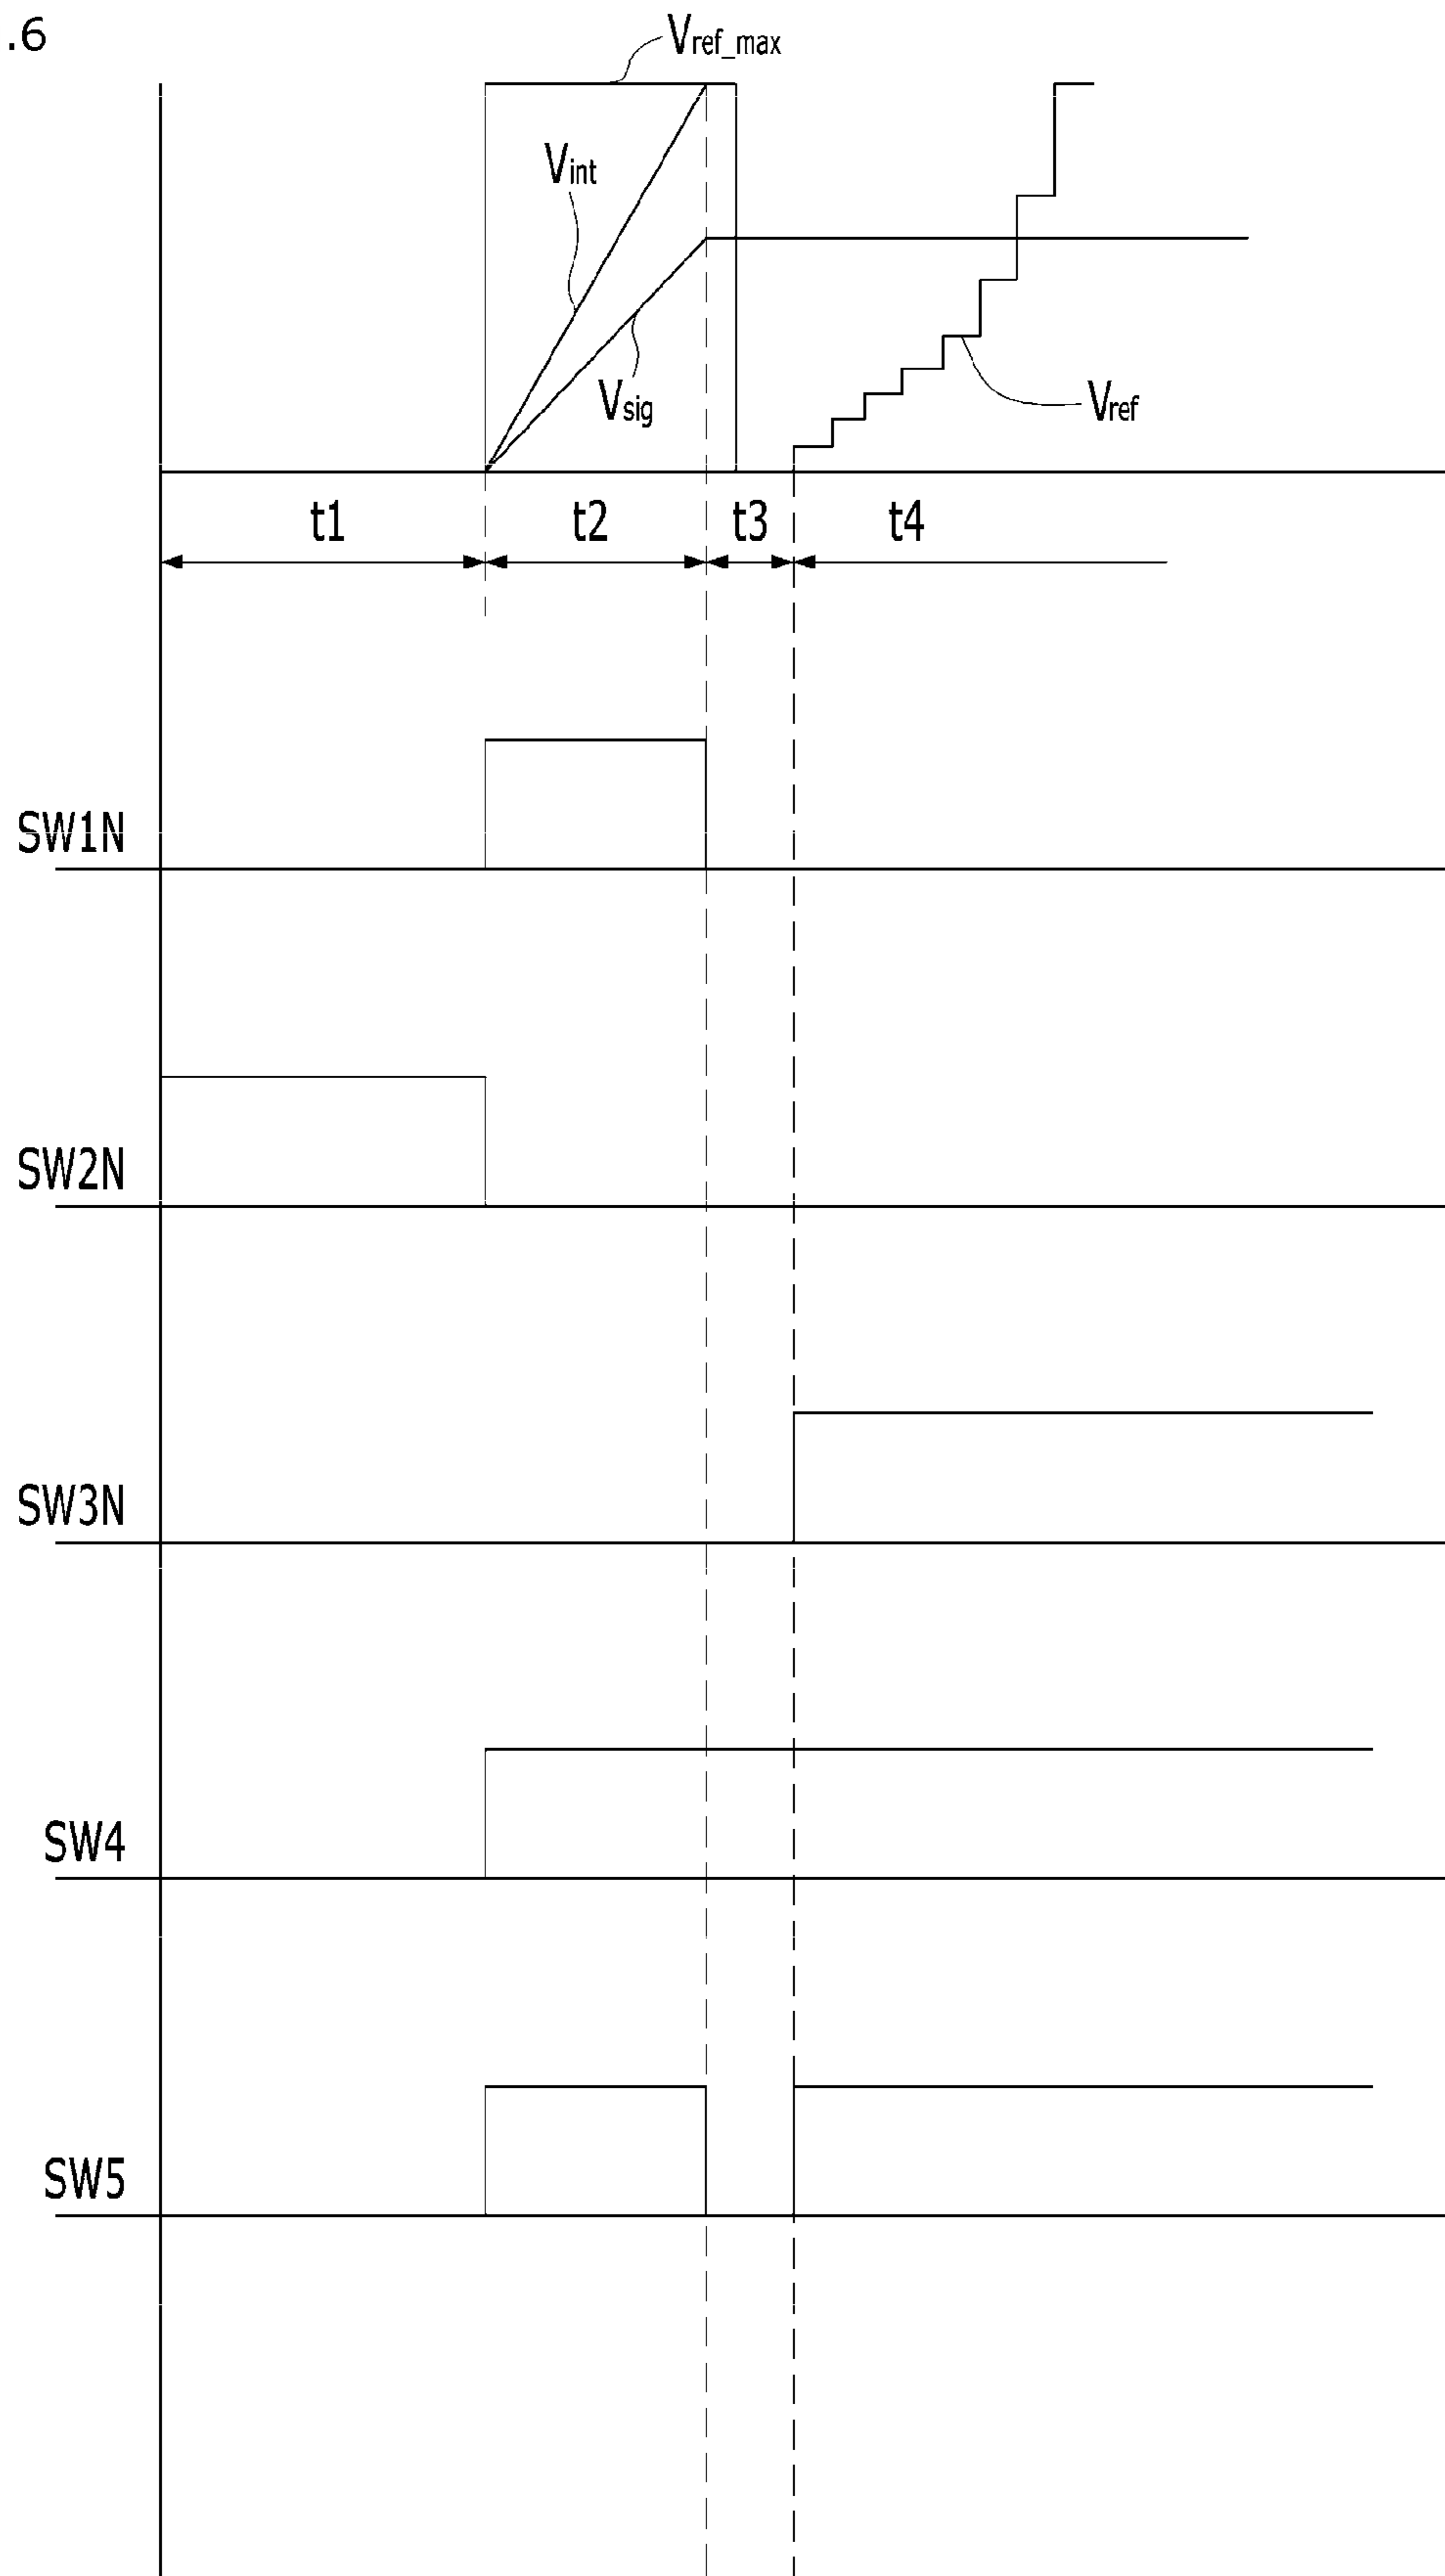 .6
Vref_max
Vint
Vsig
Vref
t1 t2 t3 t4
SW1N
SW2N
SW3N
SW4
SW5